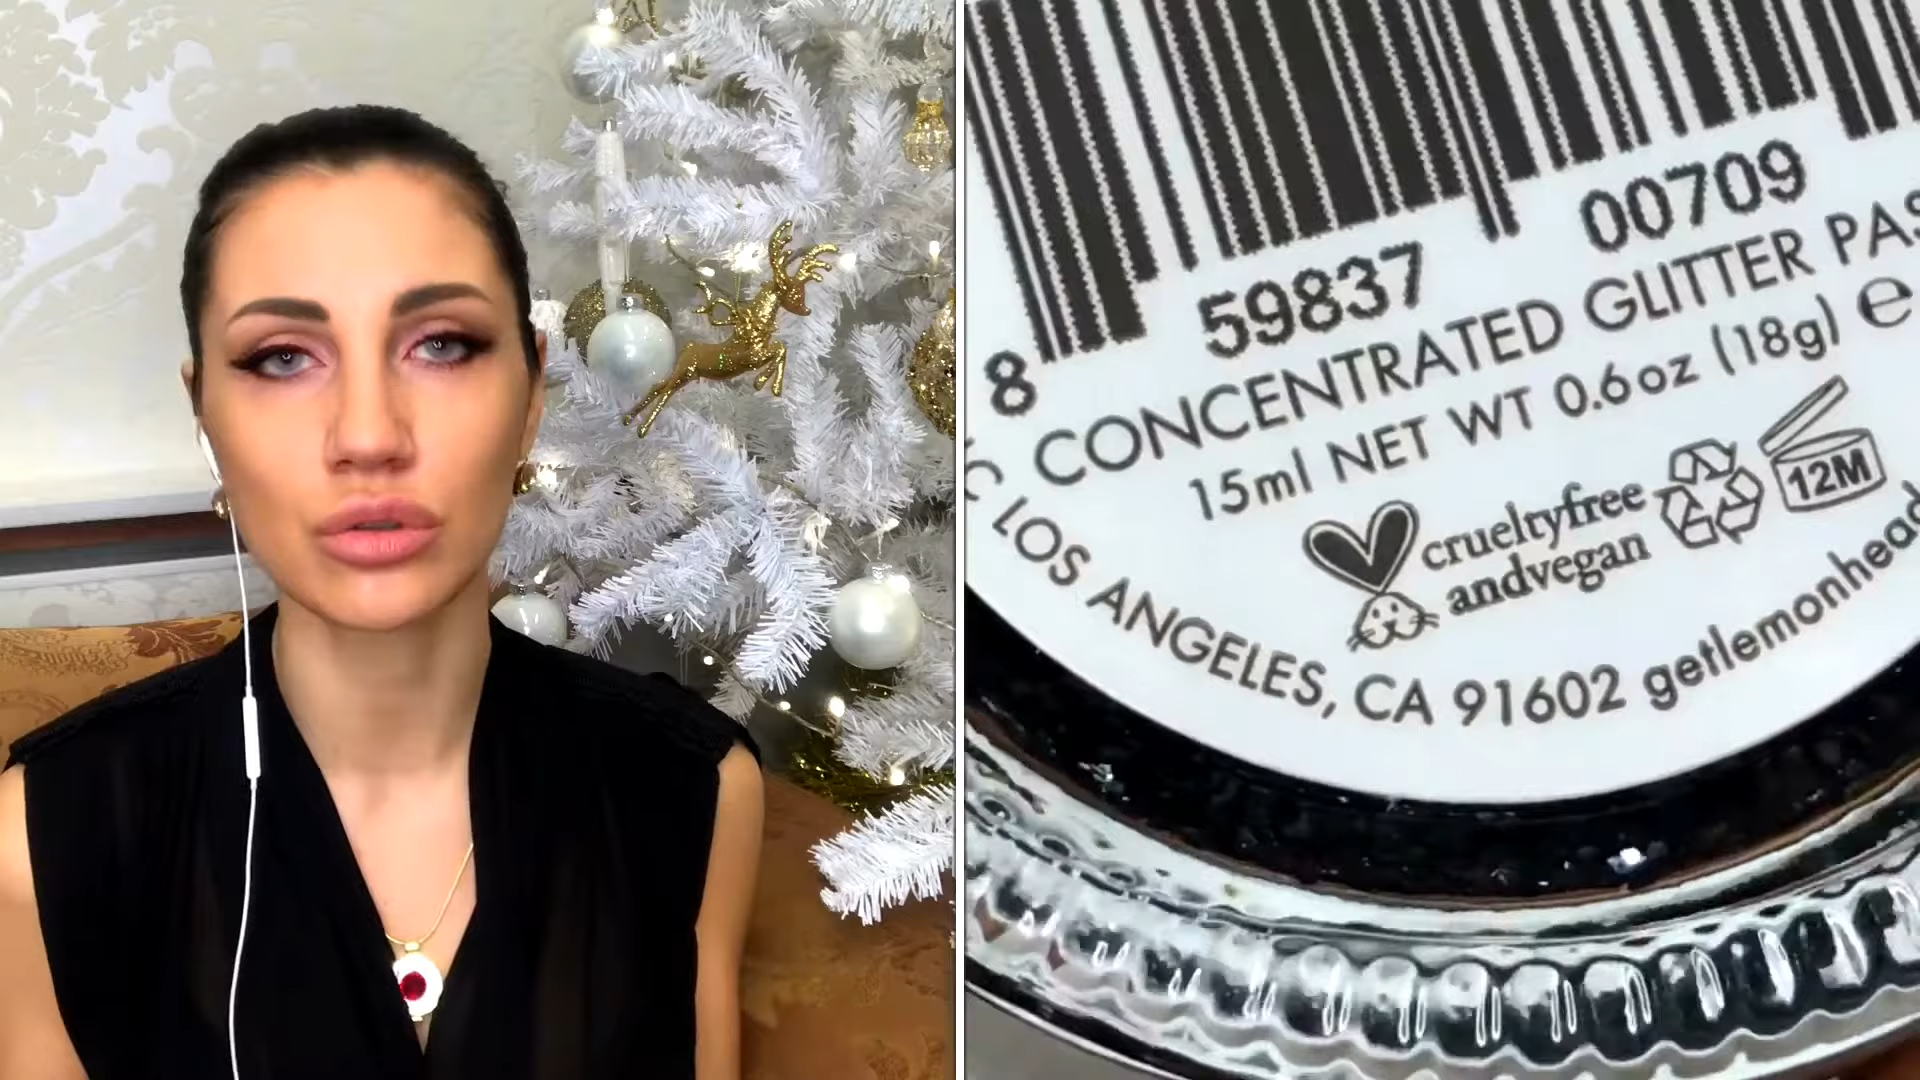 8 59837 00709
CONCENTRATED GLITTER PAS
15ml NET WT 0.6oz (18g) e
crueltyfree
andvegan
12M
LOS ANGELES, CA 91602 getlemonhead